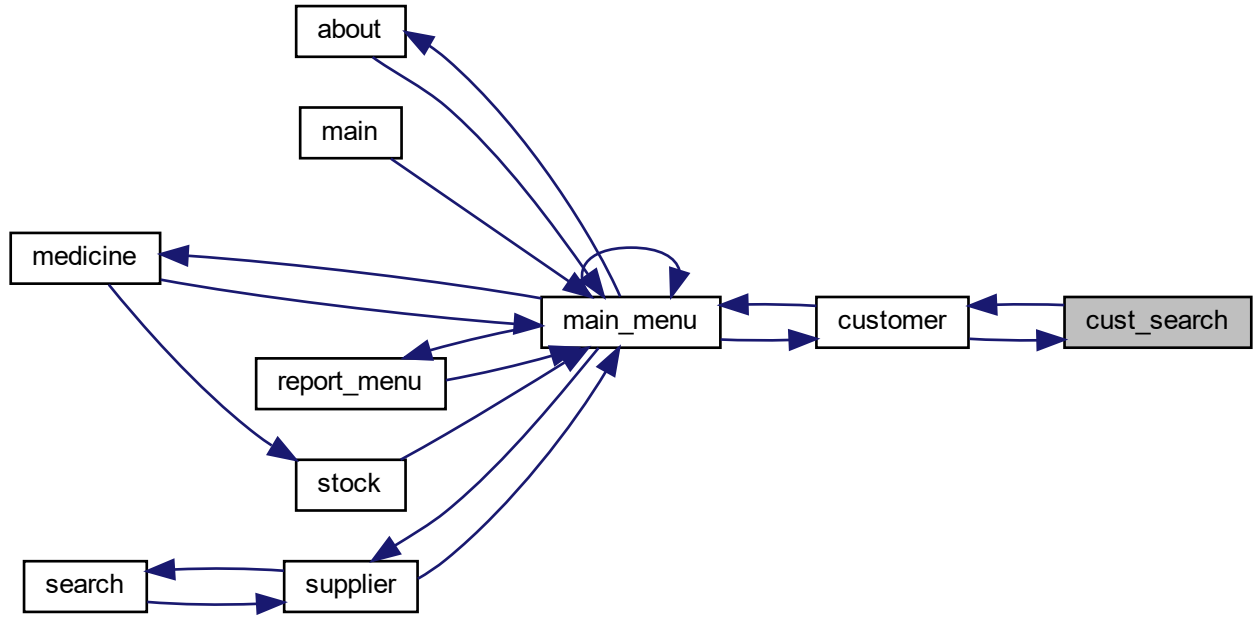 about
main
medicine
main_menu
customer
cust_search
report_menu
stock
search
supplier